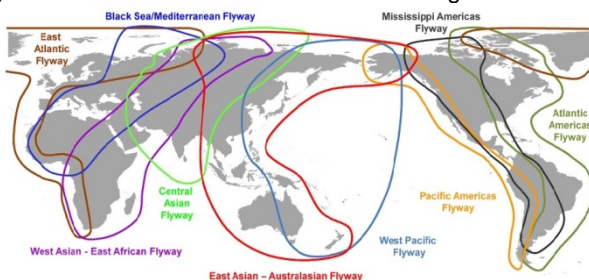 Black Sea/Mediterranean Flyway
Mississippi Americas
Flyway
East
Atlantic
Flyway
Atlantic
Americas
Flyway
Central
Asian
Flyway
Pacific Americas
Flyway
West Asian - East African Flyway
West Pacific
Flyway
East Asian – Australasian Flyway